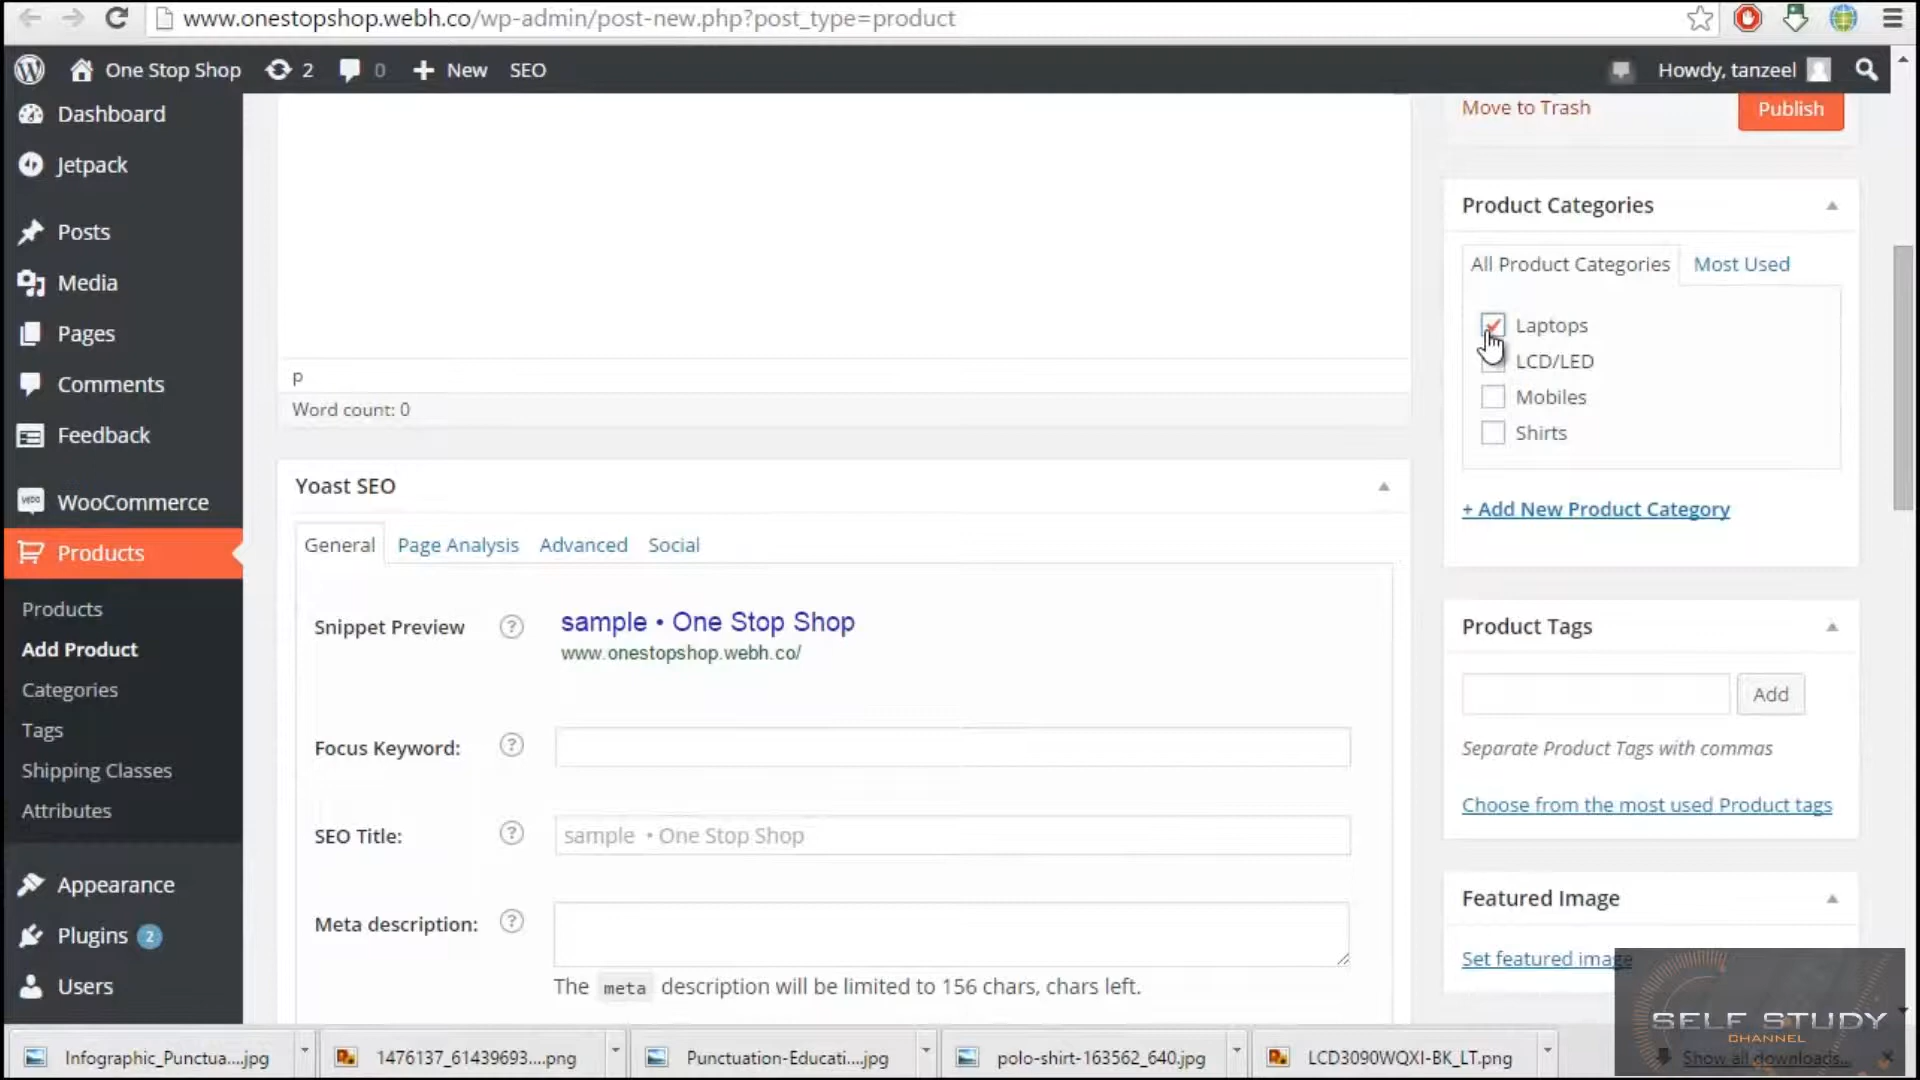 www.onestopshop.webh.co/wp-admin/post-new.php?post_type=product
One Stop Shop 2 0 + New SEO Howdy, tanzeel
Dashboard
Jetpack
Posts
Media
Pages
Comments
Feedback
WooCommerce
Products
Products
Add Product
Categories
Tags
Shipping Classes
Attributes
Appearance
Plugins 2
Users
p
Word count: 0
Yoast SEO
General Page Analysis Advanced Social
Snippet Preview ? sample • One Stop Shop
www.onestopshop.webh.co/
Focus Keyword: ?
SEO Title: ? sample • One Stop Shop
Meta description: ?
The meta description will be limited to 156 chars, chars left.
Move to Trash Publish
Product Categories
All Product Categories Most Used
Laptops
LCD/LED
Mobiles
Shirts
+ Add New Product Category
Product Tags
Add
Separate Product Tags with commas
Choose from the most used Product tags
Featured Image
Set featured image
SELF STUDY
CHANNEL
Infographic_Punctua....jpg 1476137_61439693....png Punctuation-Educati....jpg polo-shirt-163562_640.jpg LCD3090WQXI-BK_LT.png Show all downloads...